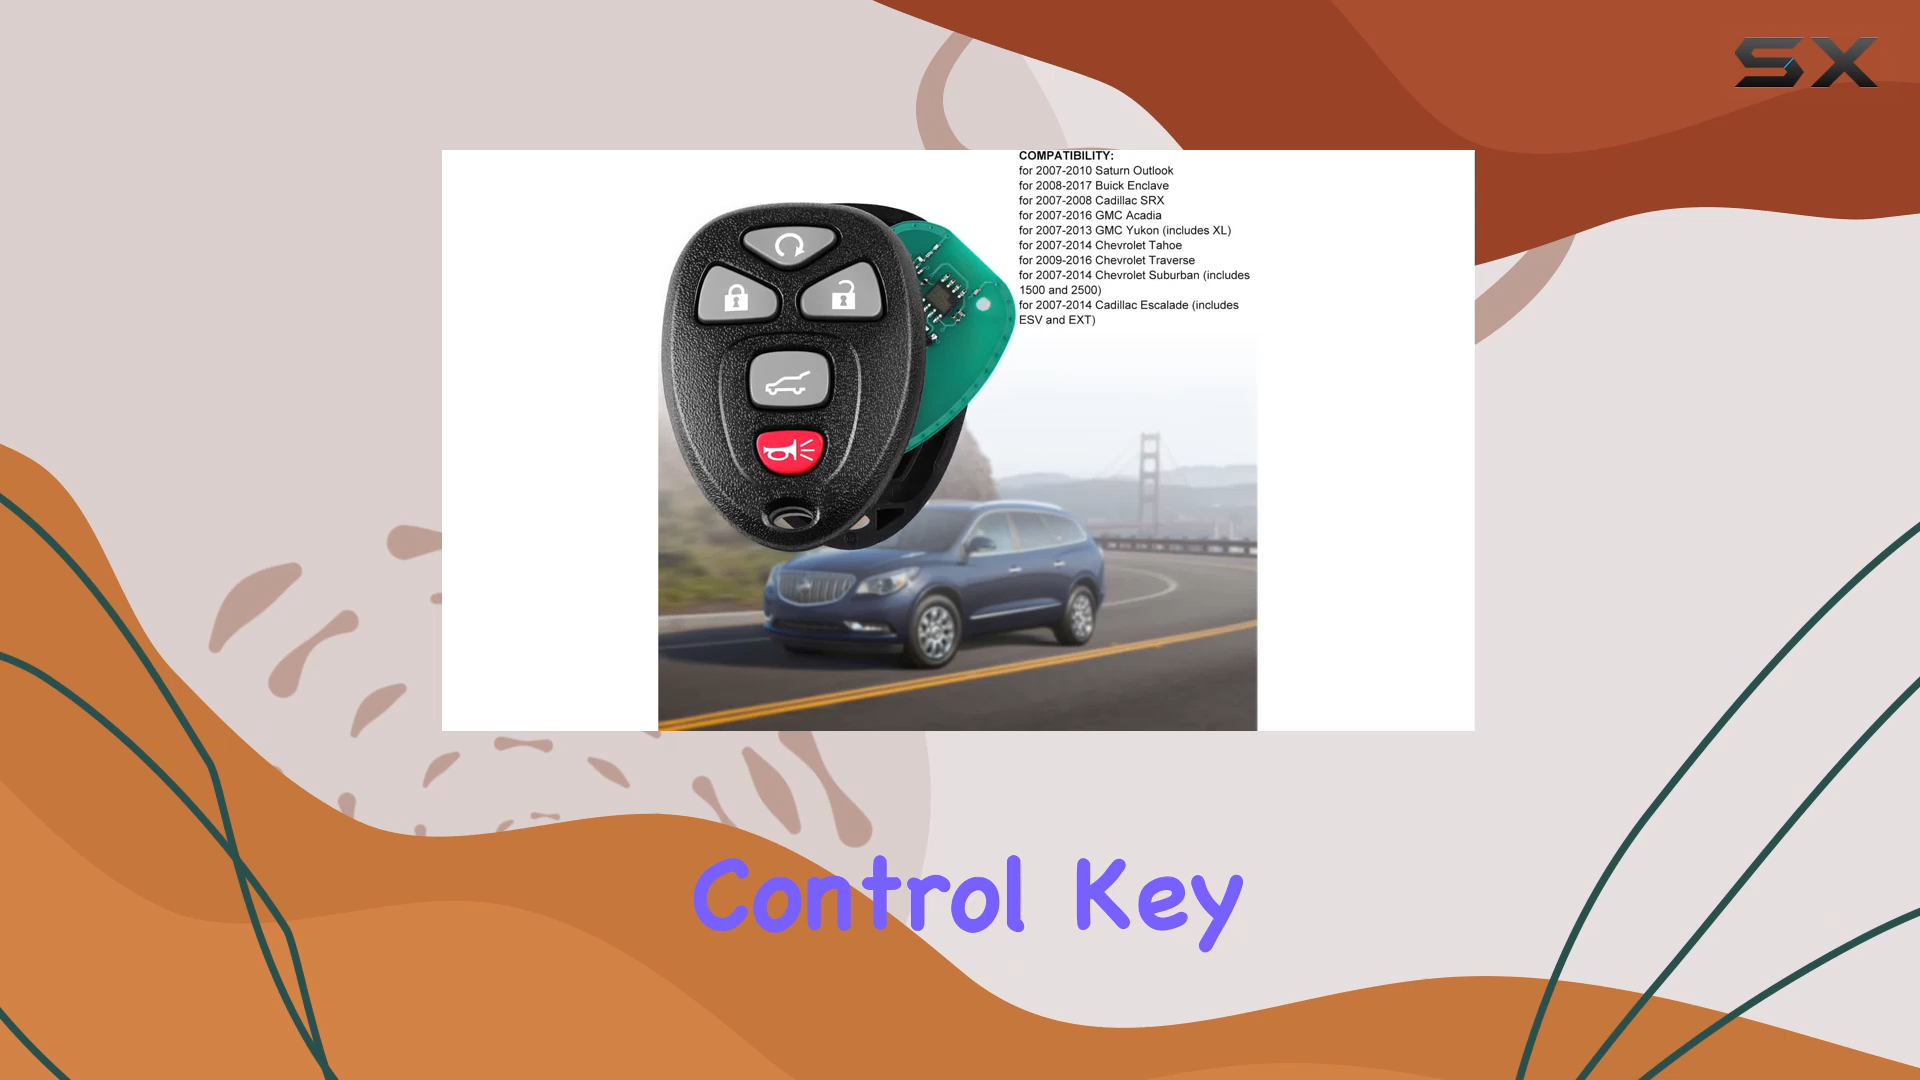 SX
COMPATIBILITY:
for 2007-2010 Saturn Outlook
for 2008-2017 Buick Enclave
for 2007-2008 Cadillac SRX
for 2007-2016 GMC Acadia
for 2007-2013 GMC Yukon (includes XL)
for 2007-2014 Chevrolet Tahoe
for 2009-2016 Chevrolet Traverse
for 2007-2014 Chevrolet Suburban (includes
1500 and 2500)
for 2007-2014 Cadillac Escalade (includes
ESV and EXT)
Control Key